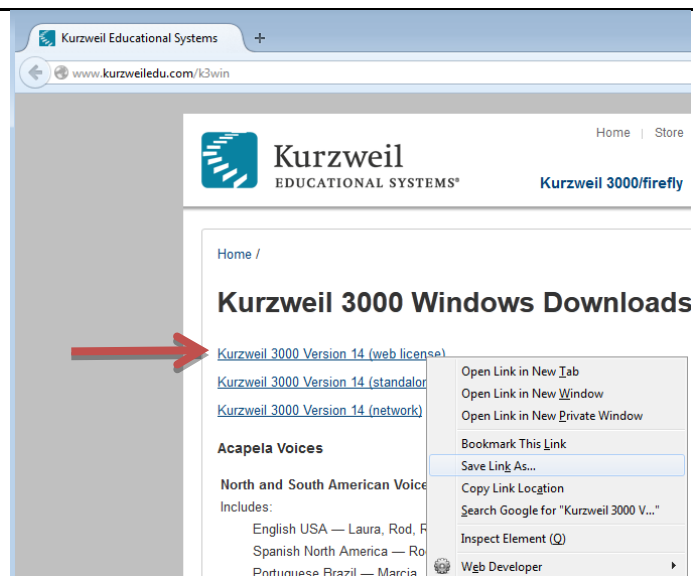 Kurzweil Educational Systems +
www.kurzweiledu.com/k3win
Home | Store
Kurzweil
EDUCATIONAL SYSTEMS®
Kurzweil 3000/firefly
Home /
Kurzweil 3000 Windows Downloads
Kurzweil 3000 Version 14 (web license)
Kurzweil 3000 Version 14 (standalon
Kurzweil 3000 Version 14 (network)
Acapela Voices
North and South American Voice
Includes:
English USA — Laura, Rod, R
Spanish North America — Ro
Portuguese Brazil — Marcia
Open Link in New Tab
Open Link in New Window
Open Link in New Private Window
Bookmark This Link
Save Link As...
Copy Link Location
Search Google for "Kurzweil 3000 V..."
Inspect Element (Q)
Web Developer